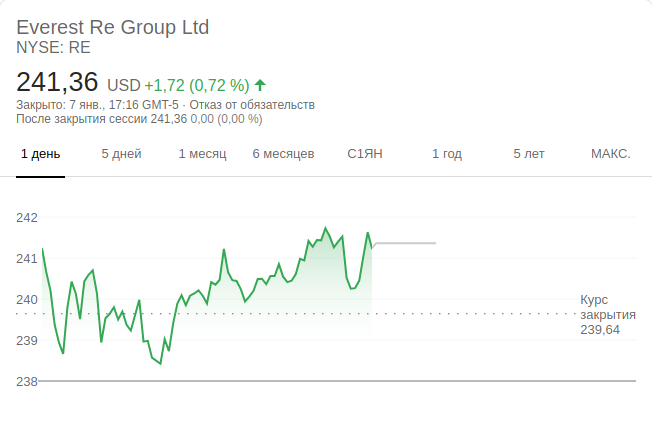 Everest Re Group Ltd
NYSE: RE
241,36 USD +1,72 (0,72 %)
Закрыто: 7 янв., 17:16 GMT-5 · Отказ от обязательств
После закрытия сессии 241,36 0,00 (0,00 %)
1 день 5 дней 1 месяц 6 месяцев С1ЯН 1 год 5 лет МАКС.
242
241
240
239
238
Курс
закрытия
239,64